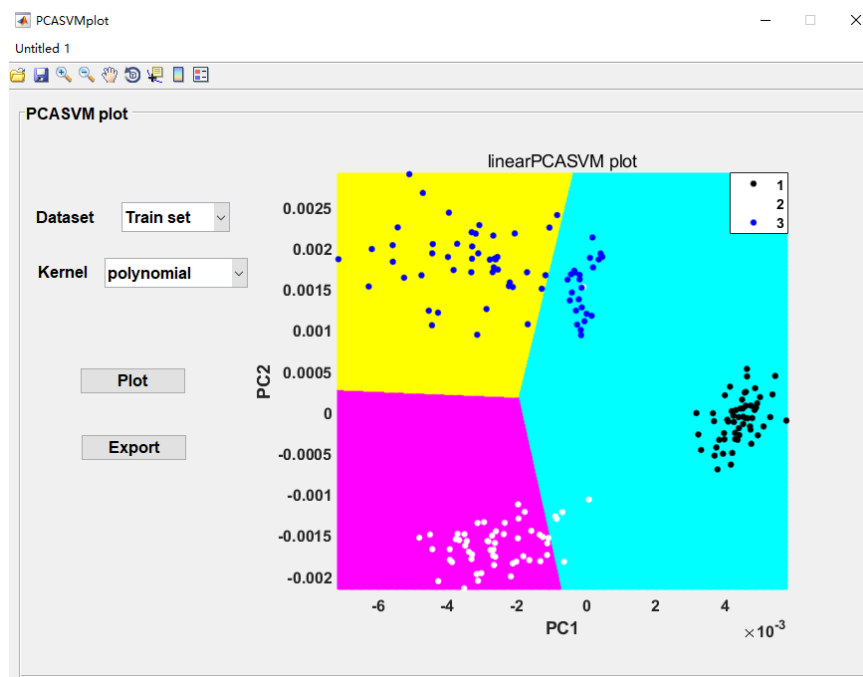 PCASVMplot
Untitled 1
PCASVM plot
linearPCASVM plot
Dataset Train set
Kernel polynomial
Plot
Export
1
2
3
PC2
0.0025
0.002
0.0015
0.001
0.0005
0
-0.0005
-0.001
-0.0015
-0.002
-6 -4 -2 0 2 4
PC1
×10⁻³